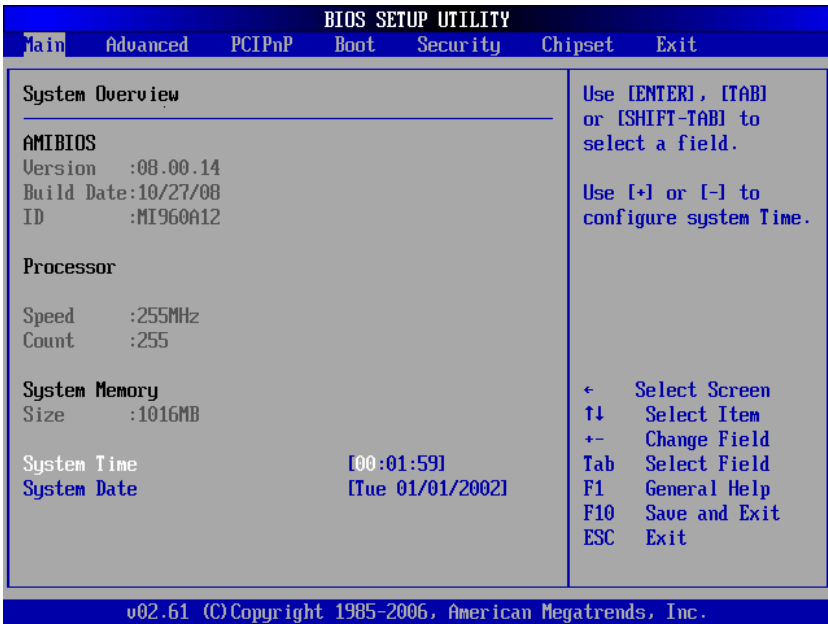 BIOS SETUP UTILITY
Main Advanced PCIPnP Boot Security Chipset Exit
System Overview
AMIBIOS
Version :08.00.14
Build Date:10/27/08
ID :MI960A12
Processor
Speed :255MHz
Count :255
System Memory
Size :1016MB
System Time [00:01:59]
System Date [Tue 01/01/2002]
Use [ENTER], [TAB]
or [SHIFT-TAB] to
select a field.
Use [+] or [-] to
configure system Time.
← Select Screen
↑↓ Select Item
+- Change Field
Tab Select Field
F1 General Help
F10 Save and Exit
ESC Exit
v02.61 (C)Copyright 1985-2006, American Megatrends, Inc.